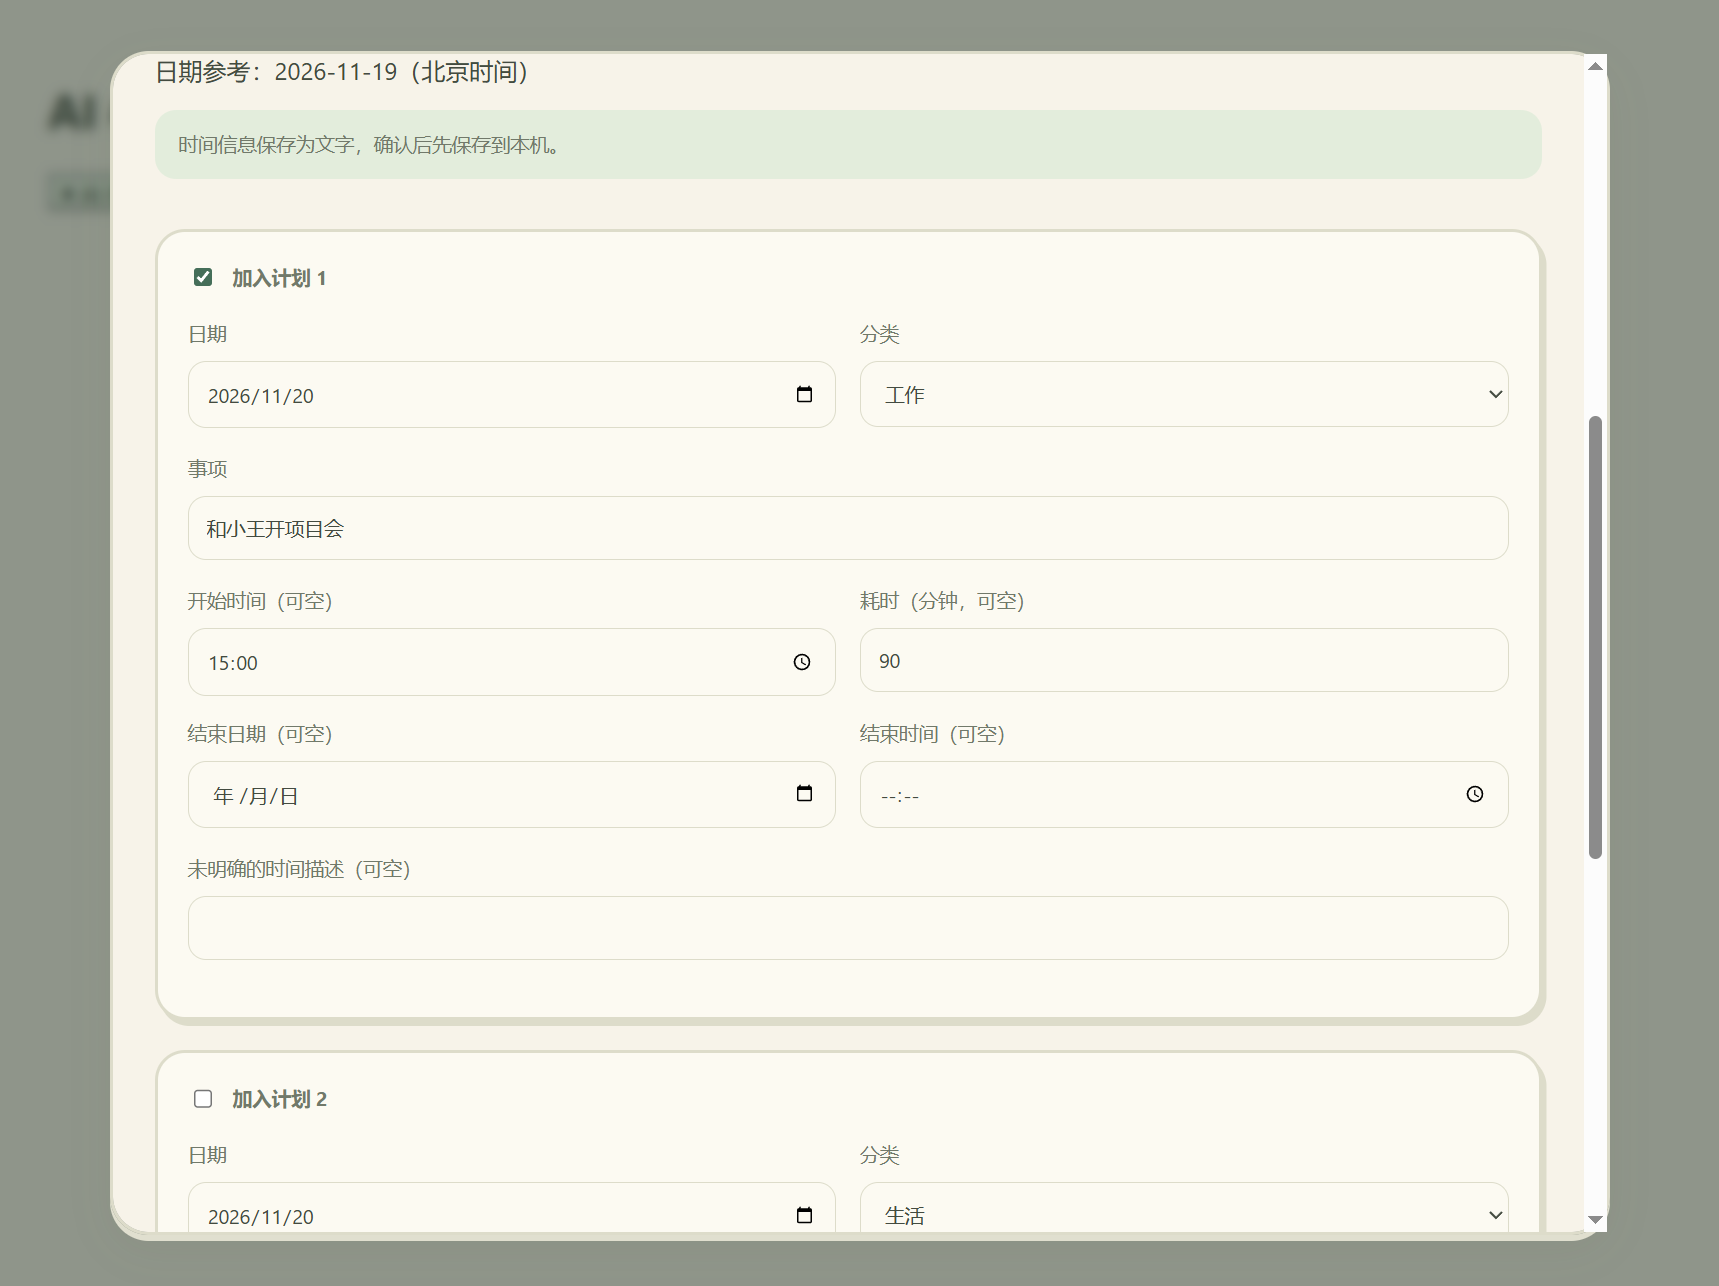 AI
日期参考：2026-11-19（北京时间）
时间信息保存为文字，确认后先保存到本机。
加入计划 1
日期
分类
2026/11/20
工作
事项
和小王开项目会
开始时间（可空）
耗时（分钟，可空）
15:00
90
结束日期（可空）
结束时间（可空）
年 /月/日
--:--
未明确的时间描述（可空）
加入计划 2
日期
分类
2026/11/20
生活